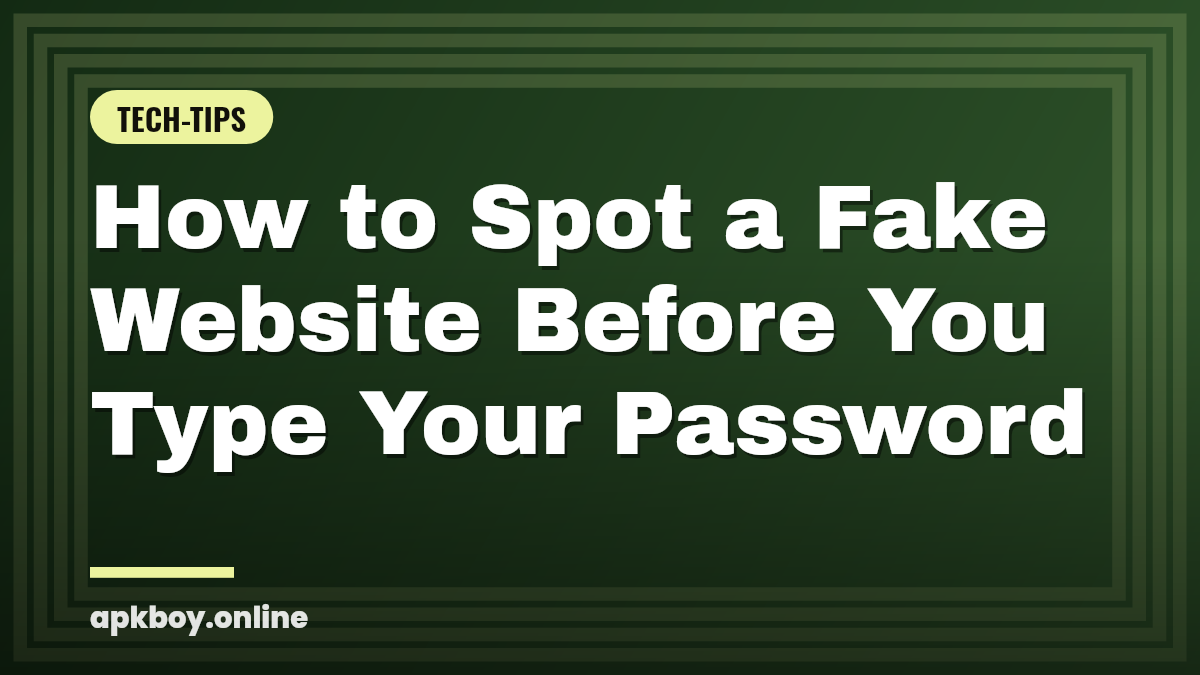 TECH-TIPS
How to Spot a Fake
Website Before You
Type Your Password
apkboy.online